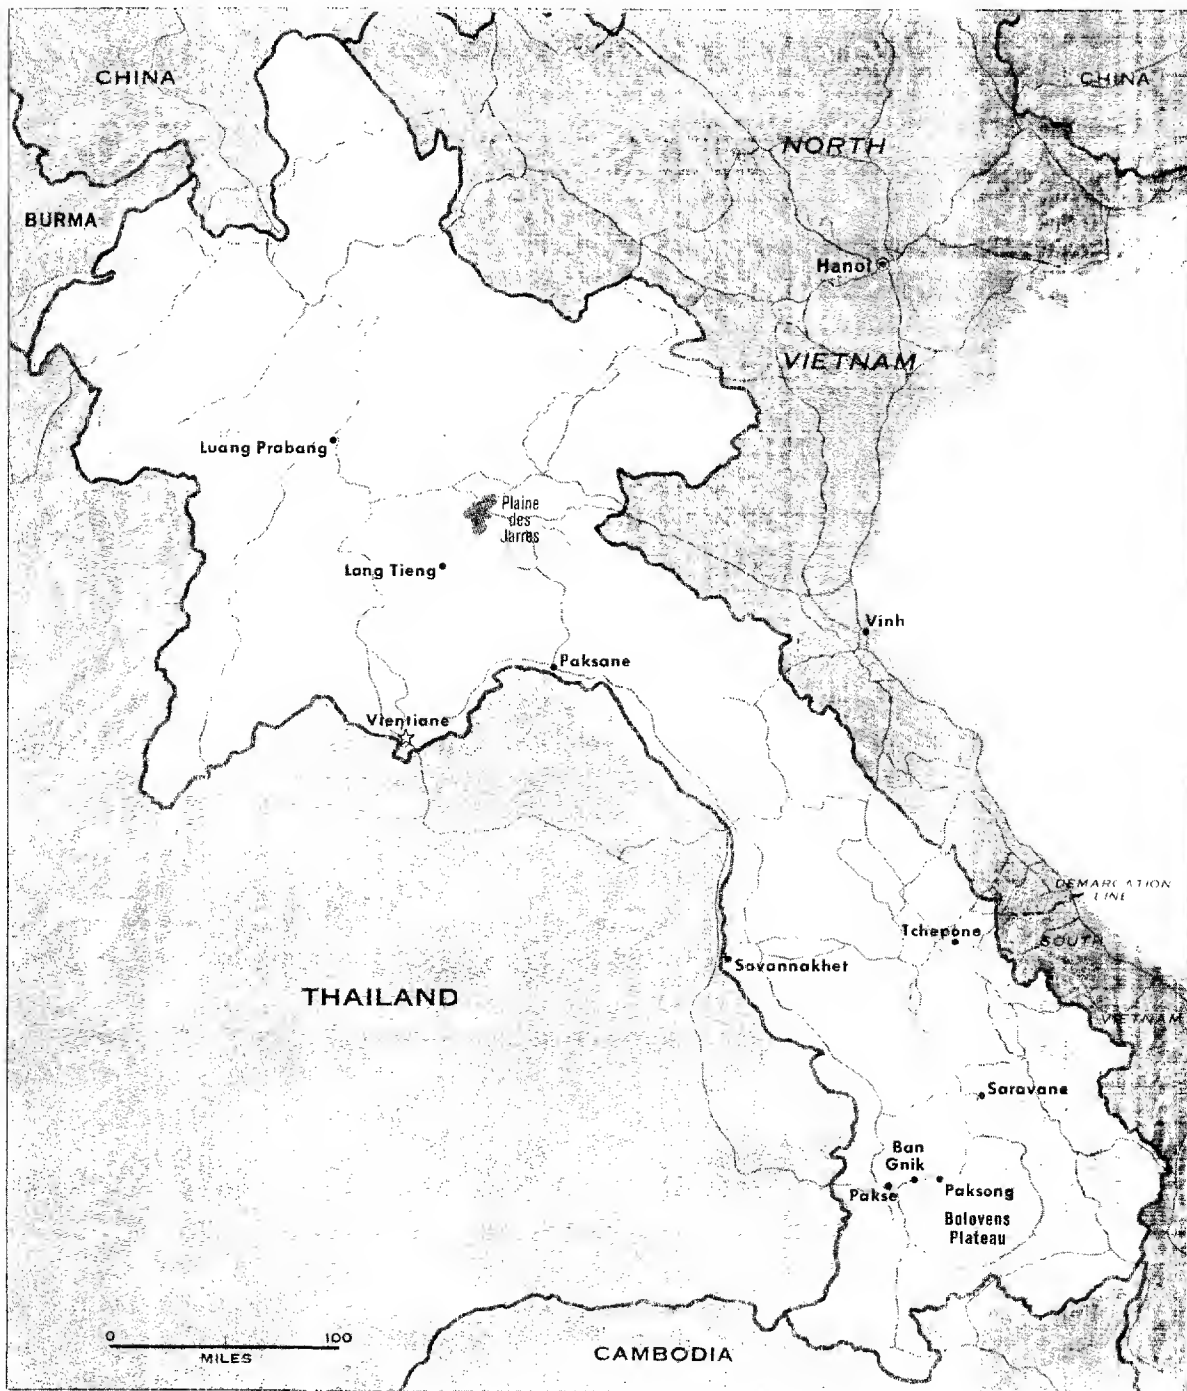 CHINA
CHINA
NORTH
BURMA
Hanoi
VIETNAM
Luang Prabang
Plaine
des
Jarres
Long Tieng
Vinh
Paksane
Vientiane
DEMARCATION
LINE
Tchepone
SOUTH
Savannakhet
THAILAND
VIETNAM
Saravane
Ban
Gnik
Pakse
Paksong
Bolovens
Plateau
0 100
MILES
CAMBODIA